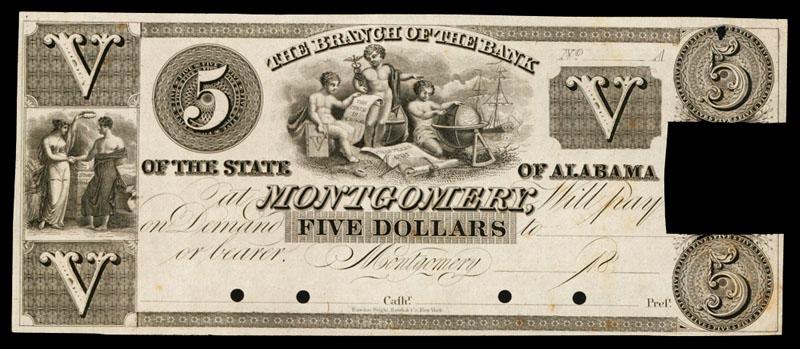 THE BRANCH OF THE BANK
V
5
No A
5
V
OF THE STATE OF ALABAMA
at MONTGOMERY, Will pay
on Demand FIVE DOLLARS to
or bearer. Montgomery 18
V
5
Cashr. Prest.